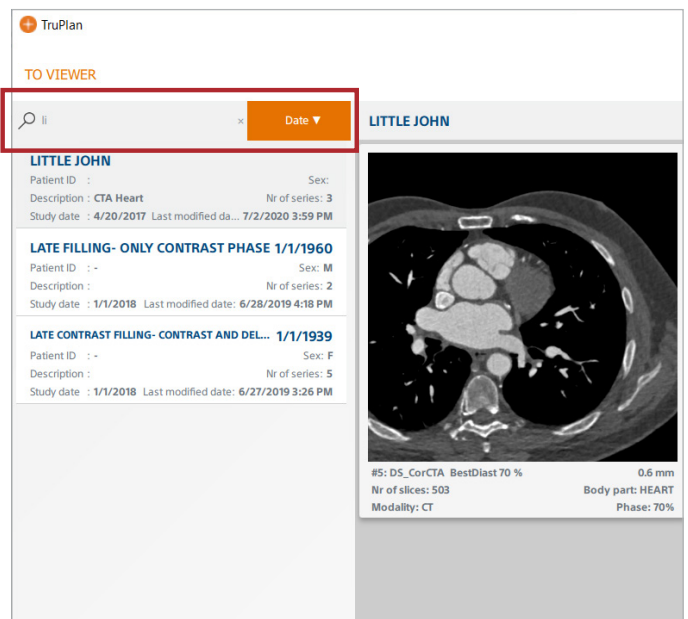 TruPlan
TO VIEWER
li × Date ▼
LITTLE JOHN
Patient ID : Sex:
Description : CTA Heart Nr of series: 3
Study date : 4/20/2017 Last modified da... 7/2/2020 3:59 PM
LATE FILLING- ONLY CONTRAST PHASE 1/1/1960
Patient ID : - Sex: M
Description : Nr of series: 2
Study date : 1/1/2018 Last modified date: 6/28/2019 4:18 PM
LATE CONTRAST FILLING- CONTRAST AND DEL... 1/1/1939
Patient ID : - Sex: F
Description : Nr of series: 5
Study date : 1/1/2018 Last modified date: 6/27/2019 3:26 PM
LITTLE JOHN
#5: DS_CorCTA BestDiast 70 % 0.6 mm
Nr of slices: 503 Body part: HEART
Modality: CT Phase: 70%